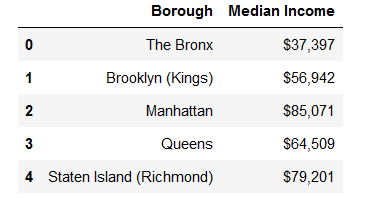 Borough Median Income
0 The Bronx $37,397
1 Brooklyn (Kings) $56,942
2 Manhattan $85,071
3 Queens $64,509
4 Staten Island (Richmond) $79,201